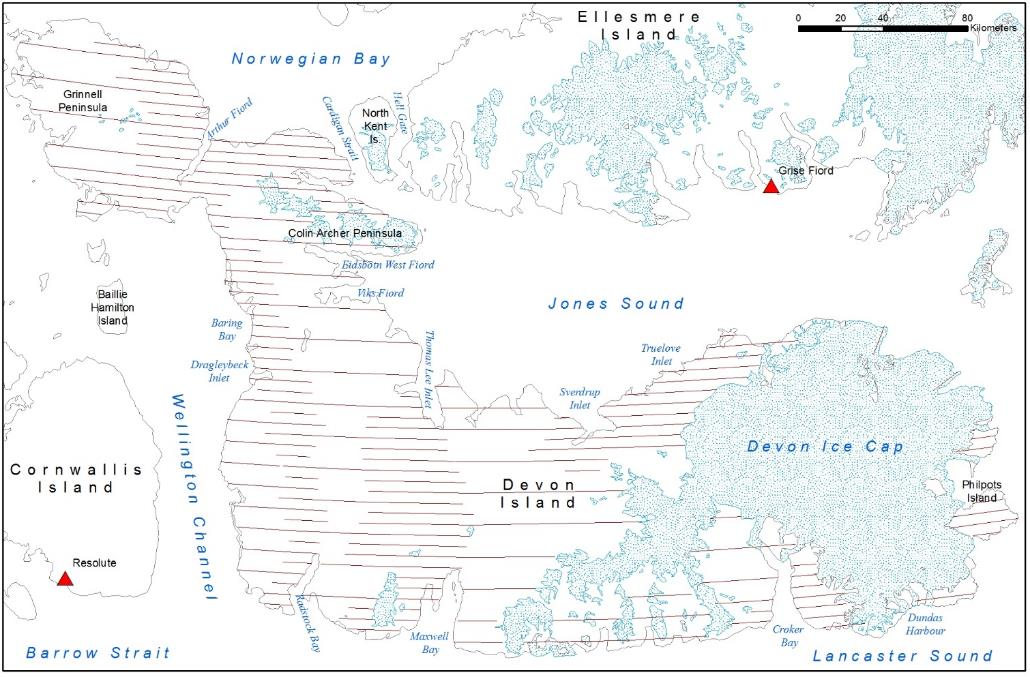 Ellesmere
Island
0 20 40 80
Kilometers
Norwegian Bay
Grinnell
Peninsula
Arthur Fiord
Cardigan Strait
Hell Gate
North
Kent
Is.
Grise Fiord
Colin Archer Peninsula
Eidsbotn West Fiord
Viks Fiord
Baillie
Hamilton
Island
Jones Sound
Baring
Bay
Dragleybeck
Inlet
Thomas Lee Inlet
Truelove
Inlet
Sverdrup
Inlet
Wellington Channel
Devon Ice Cap
Cornwallis
Island
Devon
Island
Philpots
Island
Resolute
Radstock Bay
Maxwell
Bay
Croker
Bay
Dundas
Harbour
Barrow Strait
Lancaster Sound